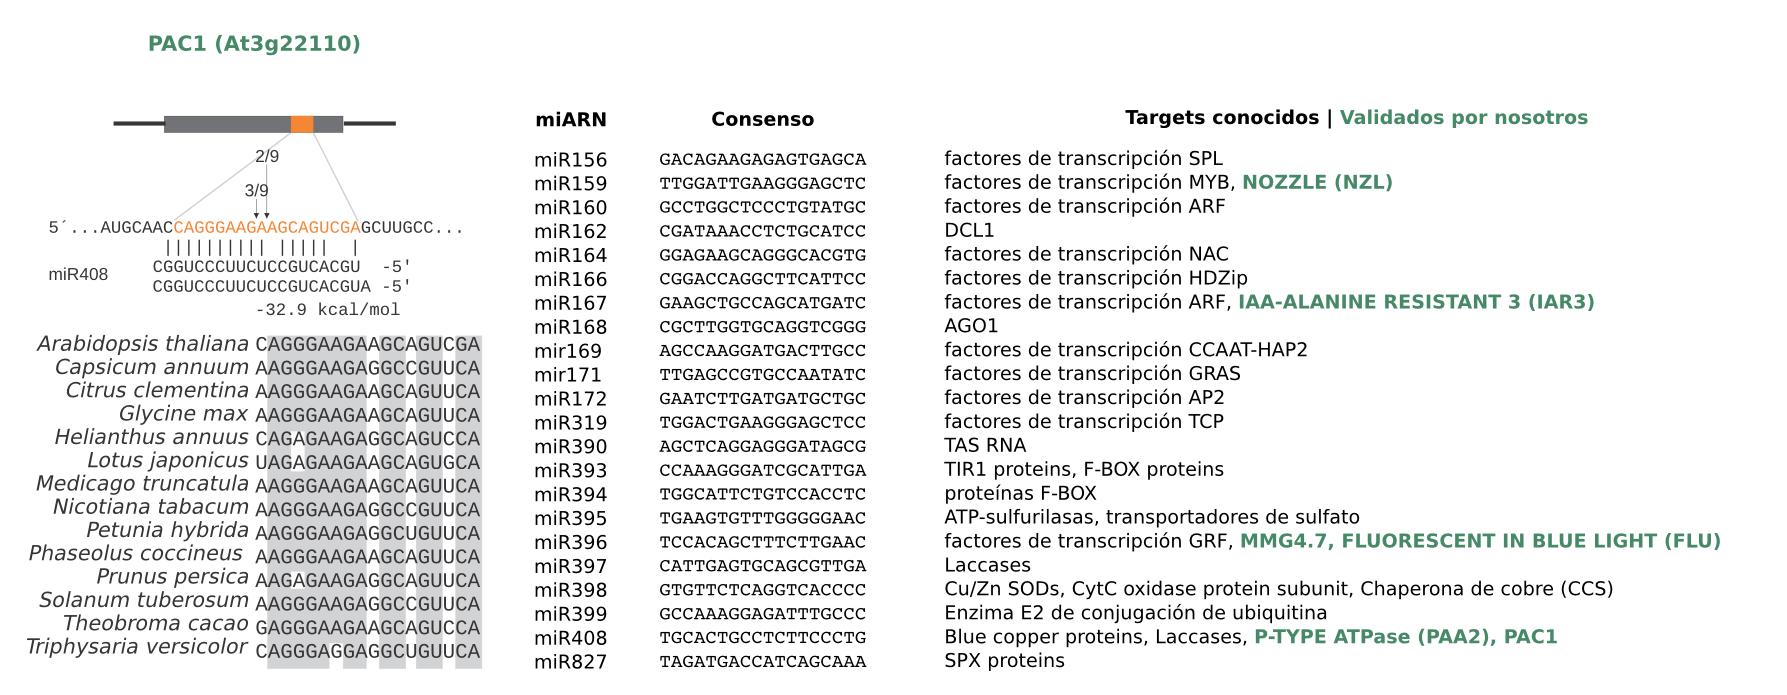 PAC1 (At3g22110)
2/9
3/9
5´...AUGCAACCAGGGAAGAAGCAGUCGAGCUUGCC...
miR408
CGGUCCCUUCUCCGUCACGU -5'
CGGUCCCUUCUCCGUCACGUA -5'
-32.9 kcal/mol
Arabidopsis thaliana CAGGGAAGAAGCAGUCGA
Capsicum annuum AAGGGAAGAGGCCGUUCA
Citrus clementina AAGGGAAGAAGCAGUUCA
Glycine max AAGGGAAGAAGCAGUUCA
Helianthus annuus CAGAGAAGAGGCAGUCCA
Lotus japonicus UAGAGAAGAAGCAGUGCA
Medicago truncatula AAGGGAAGAAGCAGUUCA
Nicotiana tabacum AAGGGAAGAGGCAGUUCA
Petunia hybrida AAGGGAAGAGGCUGUUCA
Phaseolus coccineus AAGGGAAGAAGCAGUUCA
Prunus persica AAGAGAAGAGGCAGUUCA
Solanum tuberosum AAGGGAAGAGGCCGUUCA
Theobroma cacao GAGGGAAGAAGCAGUCCA
Triphysaria versicolor CAGGGAGGAGGCUGUUCA
miARN Consenso Targets conocidos | Validados por nosotros
miR156 GACAGAAGAGAGTGAGCA factores de transcripción SPL
miR159 TTGGATTGAAGGGAGCTC factores de transcripción MYB, NOZZLE (NZL)
miR160 GCCTGGCTCCCTGTATGC factores de transcripción ARF
miR162 CGATAAACCTCTGCATCC DCL1
miR164 GGAGAAGCAGGGCACGTG factores de transcripción NAC
miR166 CGGACCAGGCTTCATTCC factores de transcripción HDZip
miR167 GAAGCTGCCAGCATGATC factores de transcripción ARF, IAA-ALANINE RESISTANT 3 (IAR3)
miR168 CGCTTGGTGCAGGTCGGG AGO1
mir169 AGCCAAGGATGACTTGCC factores de transcripción CCAAT-HAP2
mir171 TTGAGCCGTGCCAATATC factores de transcripción GRAS
miR172 GAATCTTGATGATGCTGC factores de transcripción AP2
miR319 TGGACTGAAGGGAGCTCC factores de transcripción TCP
miR390 AGCTCAGGAGGGATAGCG TAS RNA
miR393 CCAAAGGGATCGCATTGA TIR1 proteins, F-BOX proteins
miR394 TGGCATTCTGTCCACCTC proteínas F-BOX
miR395 TGAAGTGTTTGGGGGAAC ATP-sulfurilasas, transportadores de sulfato
miR396 TCCACAGCTTTCTTGAAC factores de transcripción GRF, MMG4.7, FLUORESCENT IN BLUE LIGHT (FLU)
miR397 CATTGAGTGCAGCGTTGA Laccases
miR398 GTGTTCTCAGGTCACCCC Cu/Zn SODs, CytC oxidase protein subunit, Chaperona de cobre (CCS)
miR399 GCCAAAGGAGATTTGCCC Enzima E2 de conjugación de ubiquitina
miR408 TGCACTGCCTCTTCCCTG Blue copper proteins, Laccases, P-TYPE ATPase (PAA2), PAC1
miR827 TAGATGACCATCAGCAAA SPX proteins